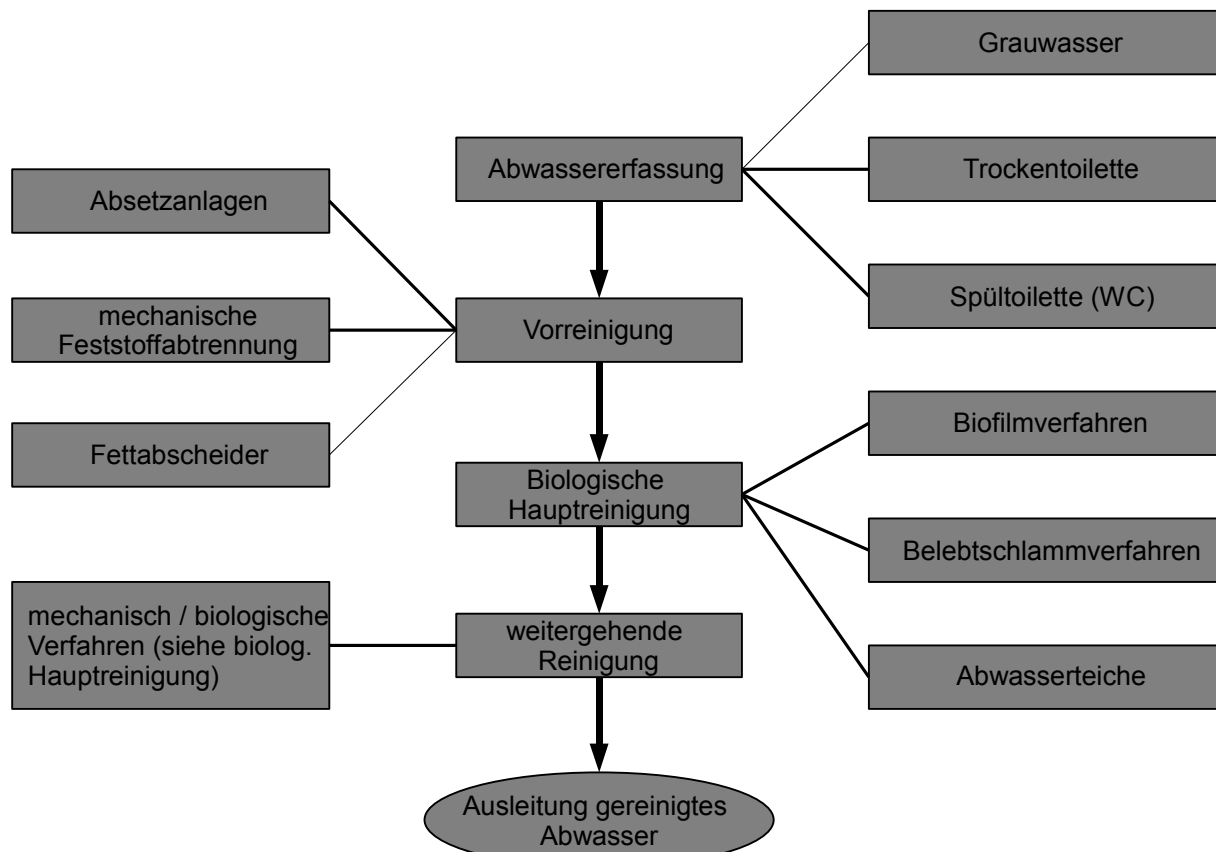 Grauwasser
Abwassererfassung
Trockentoilette
Absetzanlagen
Spültoilette (WC)
mechanische
Feststoffabtrennung
Vorreinigung
Biofilmverfahren
Fettabscheider
Biologische
Hauptreinigung
Belebtschlammverfahren
mechanisch / biologische
Verfahren (siehe biolog.
Hauptreinigung)
weitergehende
Reinigung
Abwasserteiche
Ausleitung gereinigtes
Abwasser